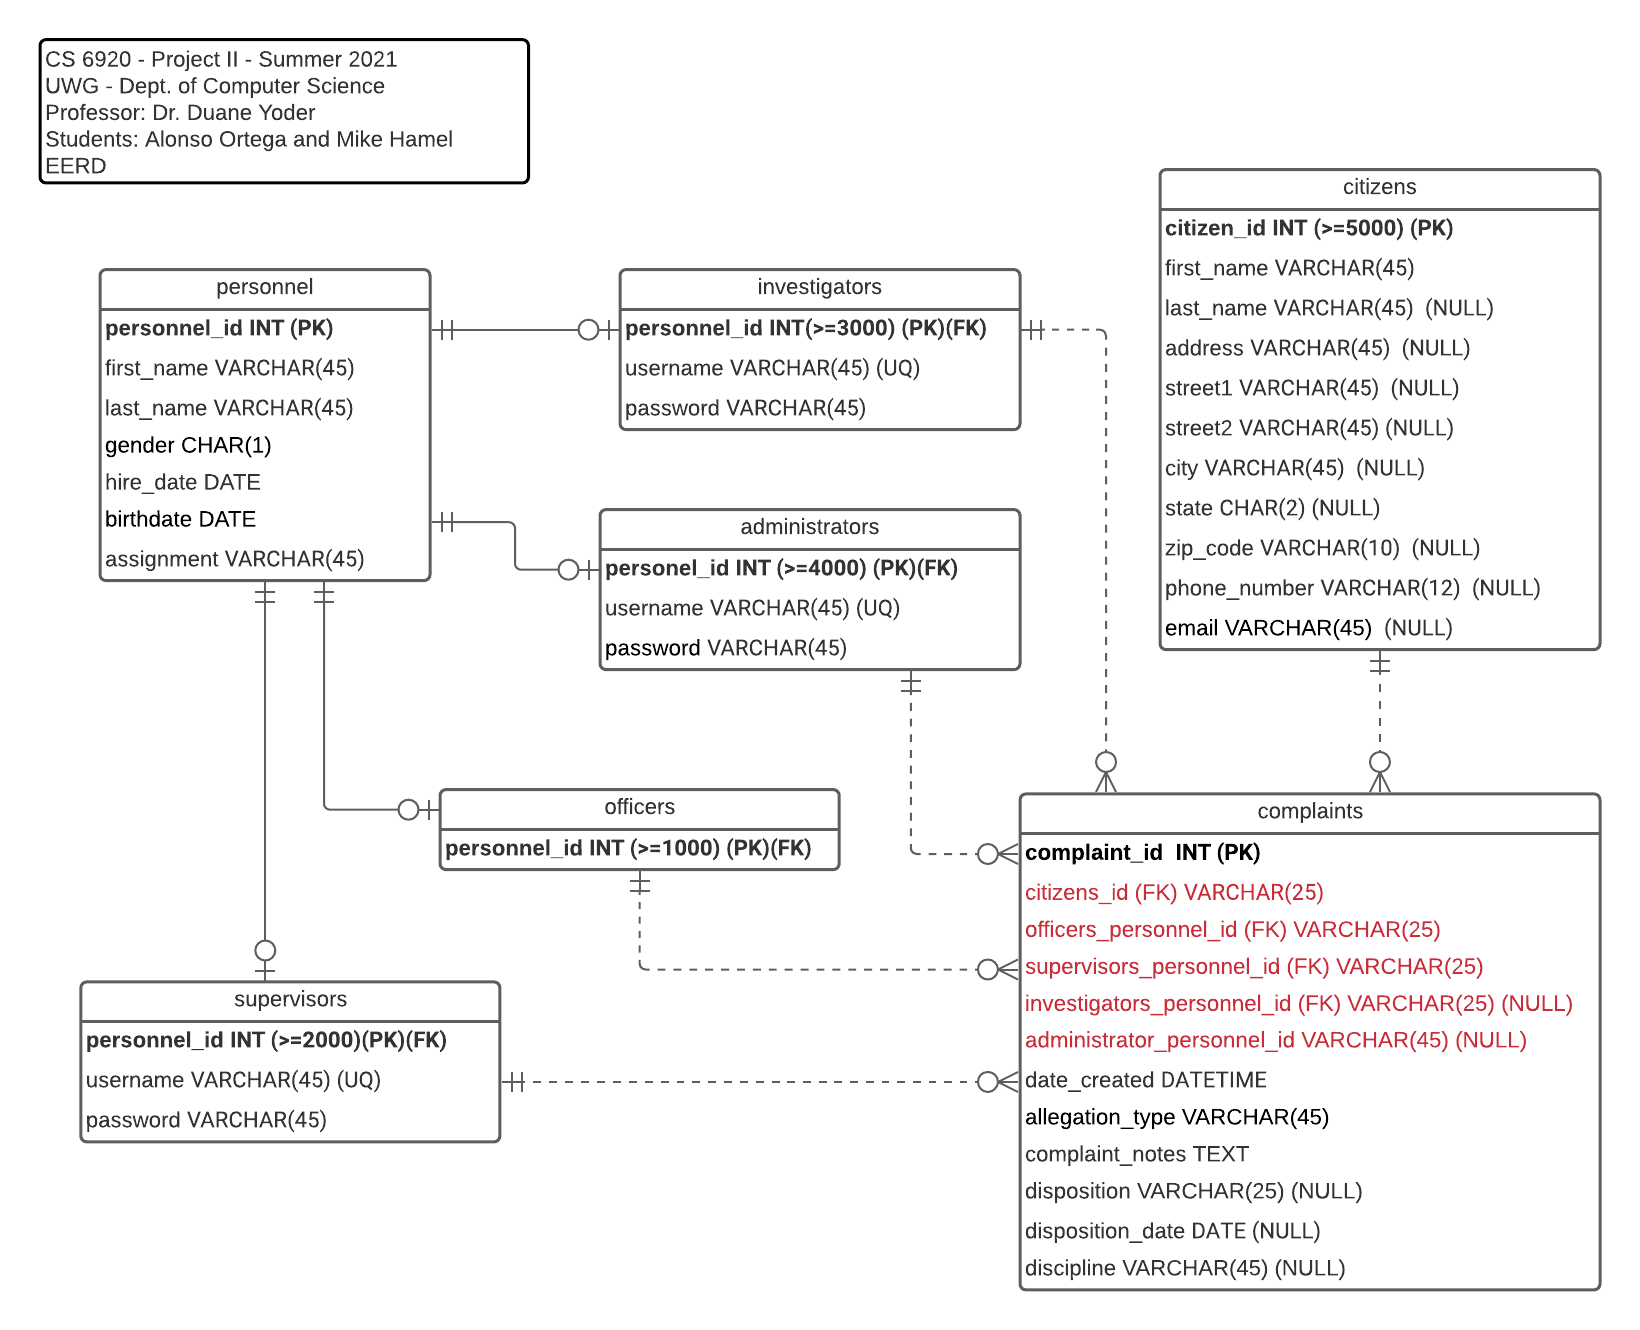 CS 6920 - Project II - Summer 2021
UWG - Dept. of Computer Science
Professor: Dr. Duane Yoder
Students: Alonso Ortega and Mike Hamel
EERD
personnel
personnel_id INT (PK)
first_name VARCHAR(45)
last_name VARCHAR(45)
gender CHAR(1)
hire_date DATE
birthdate DATE
assignment VARCHAR(45)
investigators
personnel_id INT(>=3000) (PK)(FK)
username VARCHAR(45) (UQ)
password VARCHAR(45)
administrators
personel_id INT (>=4000) (PK)(FK)
username VARCHAR(45) (UQ)
password VARCHAR(45)
citizens
citizen_id INT (>=5000) (PK)
first_name VARCHAR(45)
last_name VARCHAR(45) (NULL)
address VARCHAR(45) (NULL)
street1 VARCHAR(45) (NULL)
street2 VARCHAR(45) (NULL)
city VARCHAR(45) (NULL)
state CHAR(2) (NULL)
zip_code VARCHAR(10) (NULL)
phone_number VARCHAR(12) (NULL)
email VARCHAR(45) (NULL)
officers
personnel_id INT (>=1000) (PK)(FK)
supervisors
personnel_id INT (>=2000)(PK)(FK)
username VARCHAR(45) (UQ)
password VARCHAR(45)
complaints
complaint_id INT (PK)
citizens_id (FK) VARCHAR(25)
officers_personnel_id (FK) VARCHAR(25)
supervisors_personnel_id (FK) VARCHAR(25)
investigators_personnel_id (FK) VARCHAR(25) (NULL)
administrator_personnel_id VARCHAR(45) (NULL)
date_created DATETIME
allegation_type VARCHAR(45)
complaint_notes TEXT
disposition VARCHAR(25) (NULL)
disposition_date DATE (NULL)
discipline VARCHAR(45) (NULL)